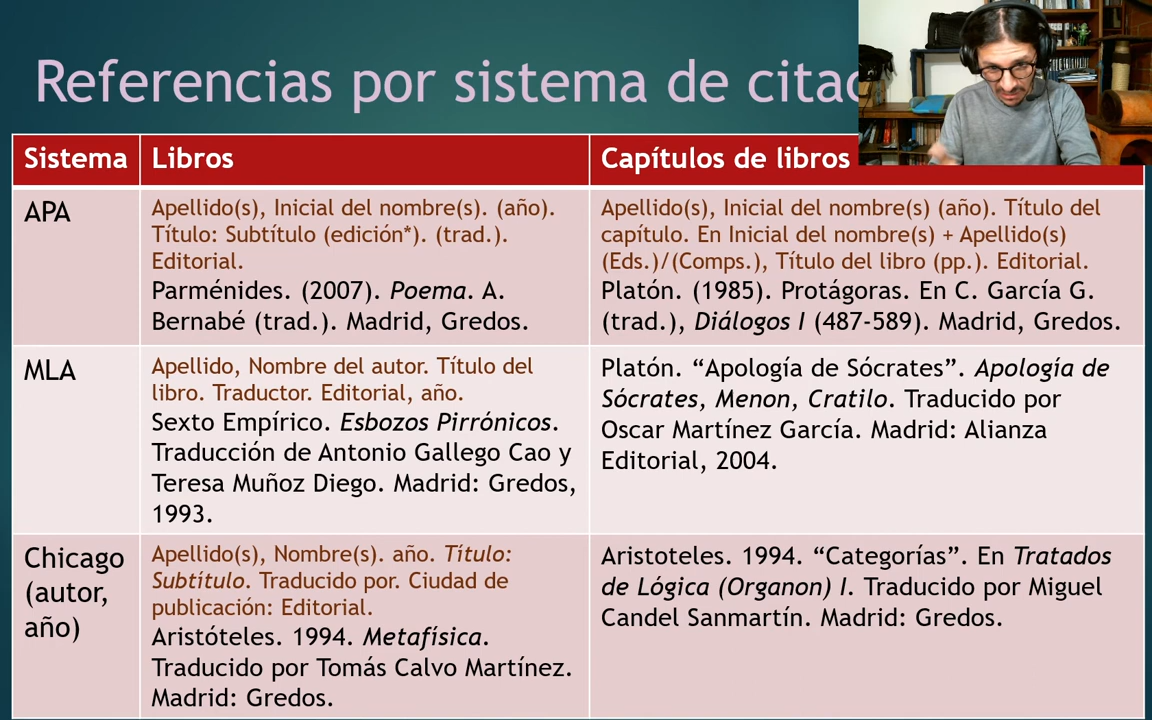 Referencias por sistema de citac
Sistema
Libros
Capítulos de libros
APA
Apellido(s), Inicial del nombre(s). (año).
Título: Subtítulo (edición*). (trad.).
Editorial.
Parménides. (2007). Poema. A.
Bernabé (trad.). Madrid, Gredos.
Apellido(s), Inicial del nombre(s) (año). Título del
capítulo. En Inicial del nombre(s) + Apellido(s)
(Eds.)/(Comps.), Título del libro (pp.). Editorial.
Platón. (1985). Protágoras. En C. García G.
(trad.), Diálogos I (487-589). Madrid, Gredos.
MLA
Apellido, Nombre del autor. Título del
libro. Traductor. Editorial, año.
Sexto Empírico. Esbozos Pirrónicos.
Traducción de Antonio Gallego Cao y
Teresa Muñoz Diego. Madrid: Gredos,
1993.
Platón. “Apología de Sócrates”. Apología de
Sócrates, Menon, Cratilo. Traducido por
Oscar Martínez García. Madrid: Alianza
Editorial, 2004.
Chicago
(autor,
año)
Apellido(s), Nombre(s). año. Título:
Subtítulo. Traducido por. Ciudad de
publicación: Editorial.
Aristóteles. 1994. Metafísica.
Traducido por Tomás Calvo Martínez.
Madrid: Gredos.
Aristoteles. 1994. “Categorías”. En Tratados
de Lógica (Organon) I. Traducido por Miguel
Candel Sanmartín. Madrid: Gredos.